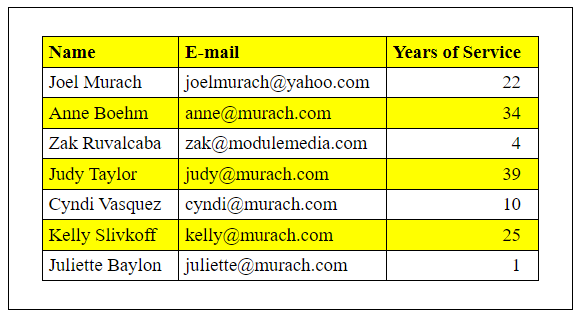 Name E-mail Years of Service
Joel Murach joelmurach@yahoo.com 22
Anne Boehm anne@murach.com 34
Zak Ruvalcaba zak@modulemedia.com 4
Judy Taylor judy@murach.com 39
Cyndi Vasquez cyndi@murach.com 10
Kelly Slivkoff kelly@murach.com 25
Juliette Baylon juliette@murach.com 1